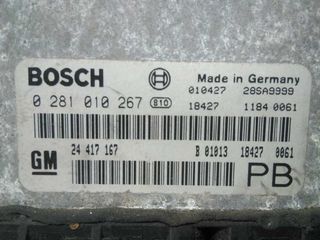 BOSCH Made in Germany
010427 28SA9999
0 281 010 267 810 18427 1184 0061
24 417 167 B 01013 18427 0061
GM PB